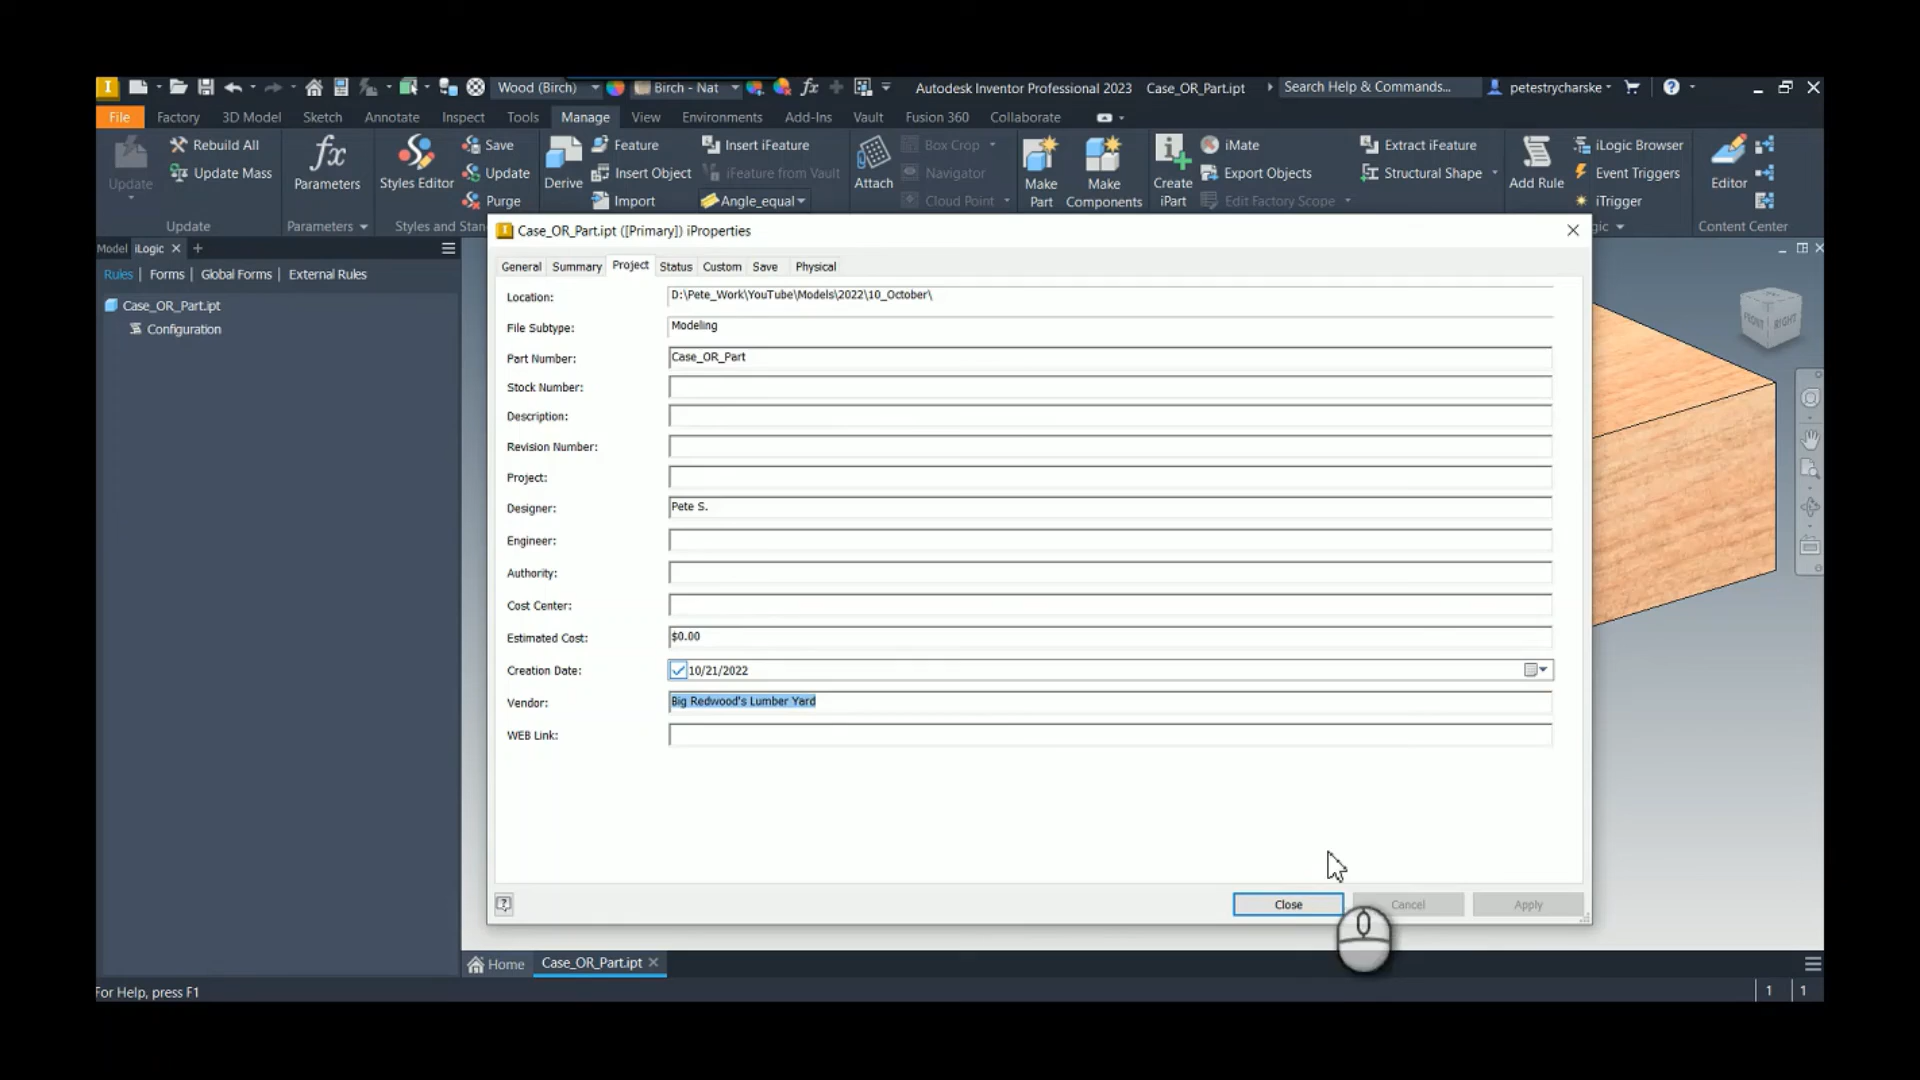 Wood (Birch)
Birch - Nat
Autodesk Inventor Professional 2023
Case_OR_Part.ipt
Search Help & Commands...
petestrycharske
File
Factory
3D Model
Sketch
Annotate
Inspect
Tools
Manage
View
Environments
Add-Ins
Vault
Fusion 360
Collaborate
Update
Rebuild All
Update Mass
Update
fx
Parameters
Parameters
Styles Editor
Save
Update
Purge
Styles and Stan
Derive
Feature
Insert Object
Import
Insert iFeature
iFeature from Vault
Angle_equal
Attach
Box Crop
Navigator
Cloud Point
Make
Part
Make
Components
Create
iPart
iMate
Export Objects
Edit Factory Scope
Extract iFeature
Structural Shape
Add Rule
iLogic Browser
Event Triggers
iTrigger
gic
Editor
Content Center
Model
iLogic
Rules
Forms
Global Forms
External Rules
Case_OR_Part.ipt
Configuration
Case_OR_Part.ipt ([Primary]) iProperties
General
Summary
Project
Status
Custom
Save
Physical
Location:
D:\Pete_Work\YouTube\Models\2022\10_October\
File Subtype:
Modeling
Part Number:
Case_OR_Part
Stock Number:
Description:
Revision Number:
Project:
Designer:
Pete S.
Engineer:
Authority:
Cost Center:
Estimated Cost:
$0.00
Creation Date:
10/21/2022
Vendor:
Big Redwood's Lumber Yard
WEB Link:
Close
Cancel
Apply
FRONT
RIGHT
Home
Case_OR_Part.ipt
For Help, press F1
1
1